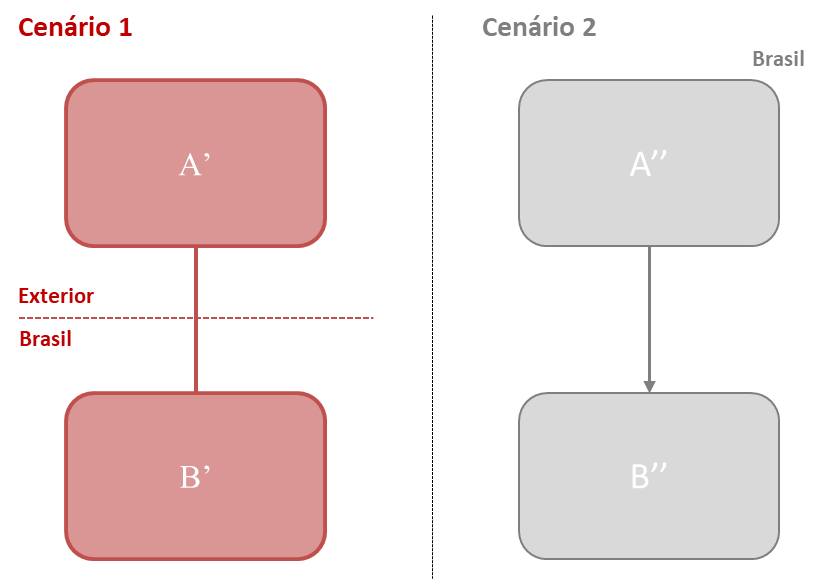 Cenário 1
A’
Exterior
Brasil
B’
Cenário 2
Brasil
A’’
B’’